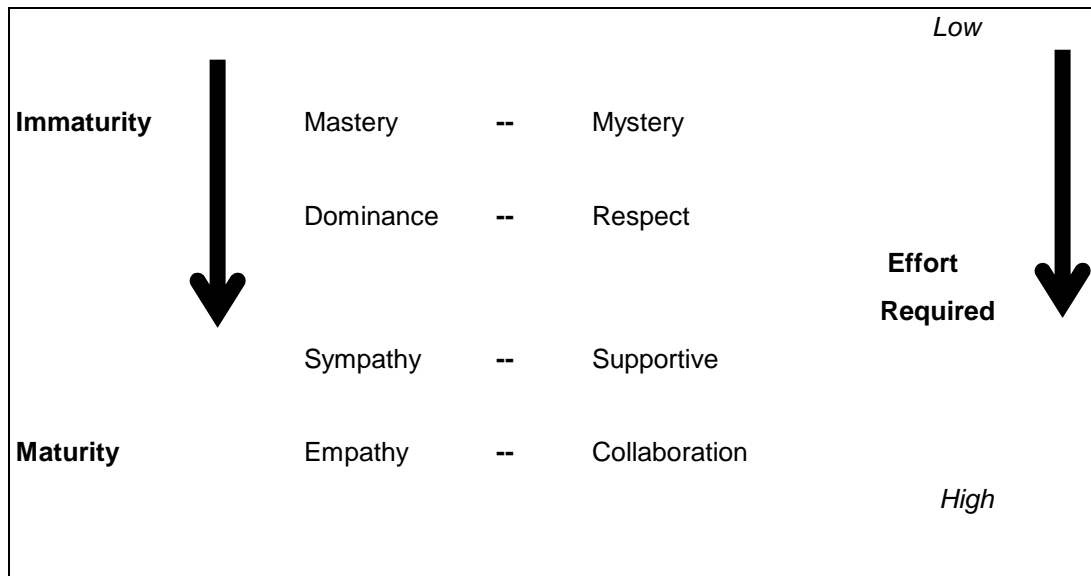 Low
Immaturity Mastery -- Mystery
Dominance -- Respect
Effort
Required
Sympathy -- Supportive
Maturity Empathy -- Collaboration
High